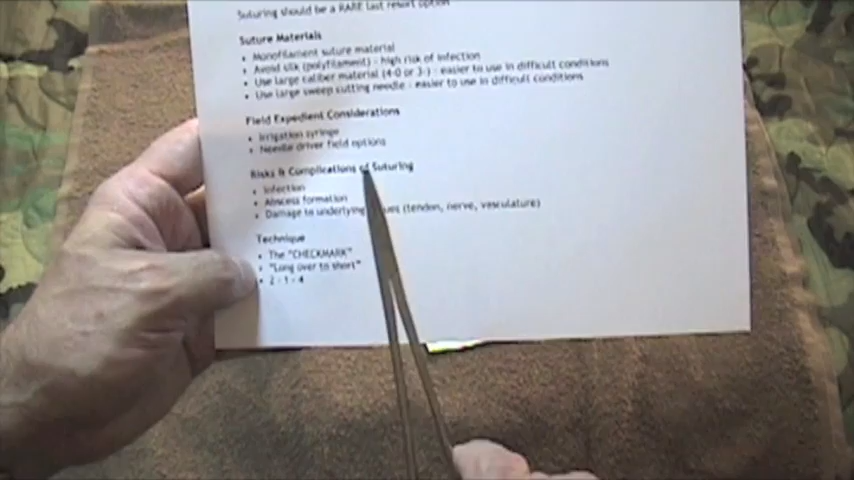 Suturing should be a RARE last resort option
Suture Materials
• Monofilament suture material
• Avoid silk (polyfilament) - high risk of infection
• Use large caliber material (4-0 or 3-) - easier to use in difficult conditions
• Use large sweep cutting needle - easier to use in difficult conditions
Field Expedient Considerations
• Irrigation syringe
• Needle driver field options
Risks & Complications of Suturing
• Infection
• Abscess formation
• Damage to underlying (tendon, nerve, vesculature)
Technique
• The "CHECKMARK"
• "Long over to short"
• 2 - 1 - 4